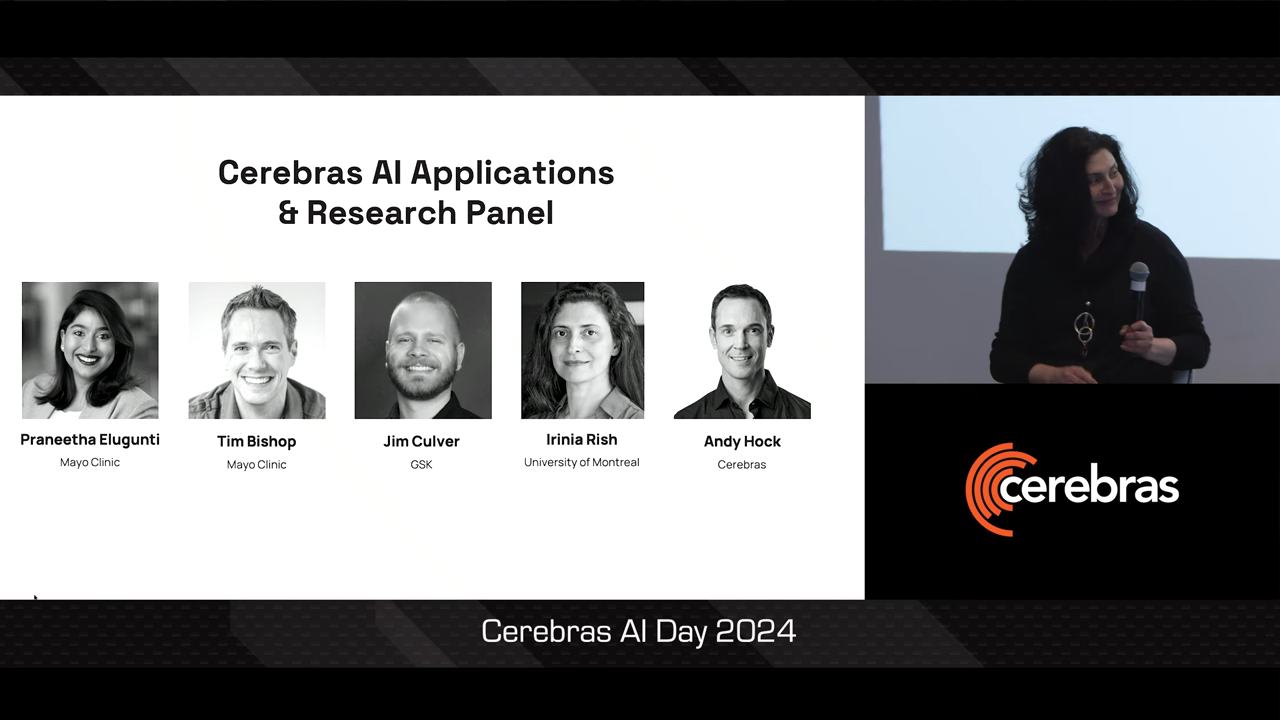 Cerebras AI Applications
& Research Panel
Praneetha Elugunti
Mayo Clinic
Tim Bishop
Mayo Clinic
Jim Culver
GSK
Irinia Rish
University of Montreal
Andy Hock
Cerebras
cerebras
Cerebras AI Day 2024